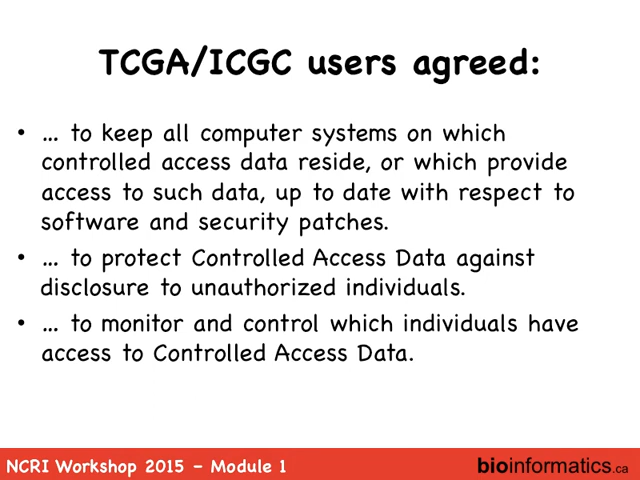 TCGA/ICGC users agreed:
• … to keep all computer systems on which
controlled access data reside, or which provide
access to such data, up to date with respect to
software and security patches.
• … to protect Controlled Access Data against
disclosure to unauthorized individuals.
• … to monitor and control which individuals have
access to Controlled Access Data.
NCRI Workshop 2015 – Module 1
bioinformatics.ca